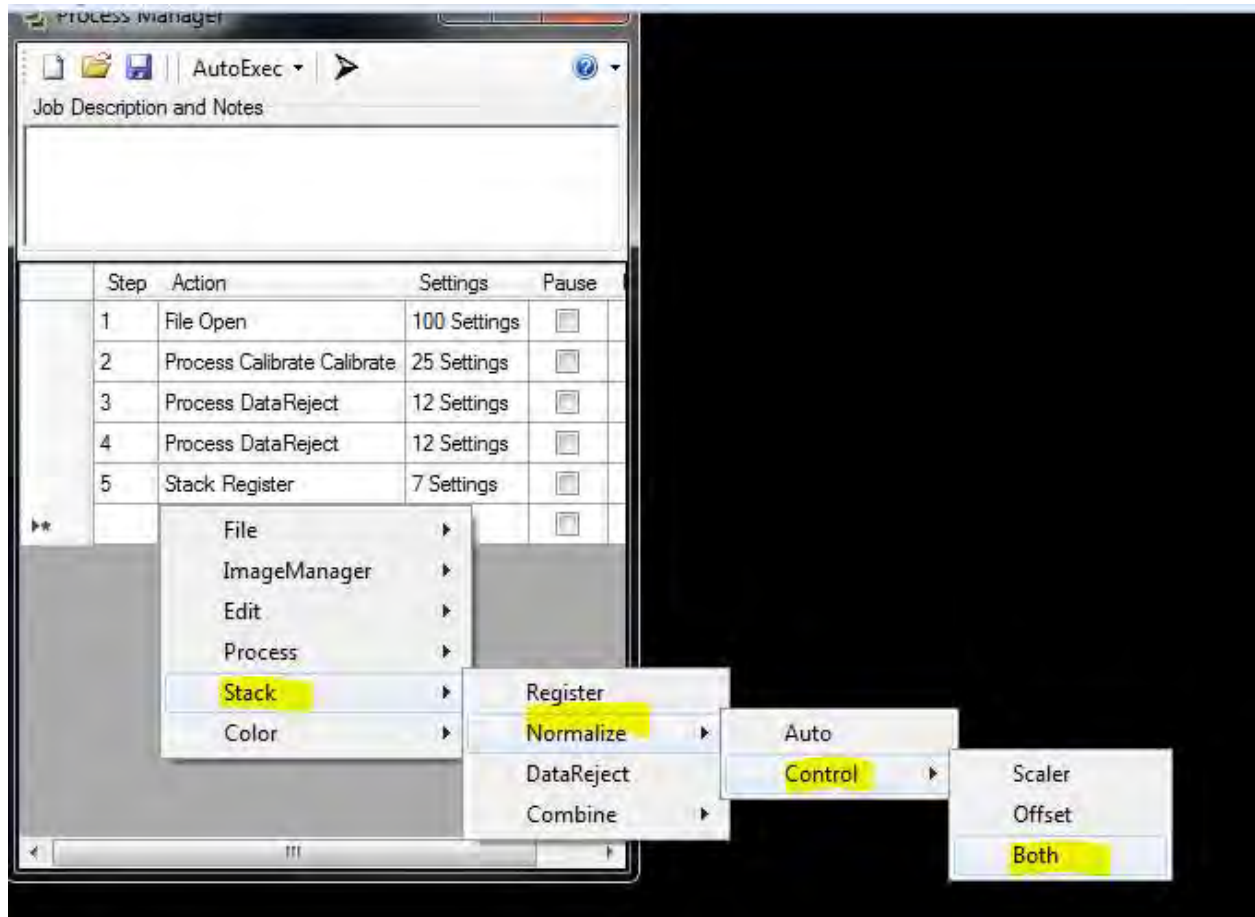 Process Manager
AutoExec
Job Description and Notes
Step Action Settings Pause
1 File Open 100 Settings
2 Process Calibrate Calibrate 25 Settings
3 Process DataReject 12 Settings
4 Process DataReject 12 Settings
5 Stack Register 7 Settings
File
ImageManager
Edit
Process
Stack
Color
Register
Normalize
DataReject
Combine
Auto
Control
Scaler
Offset
Both